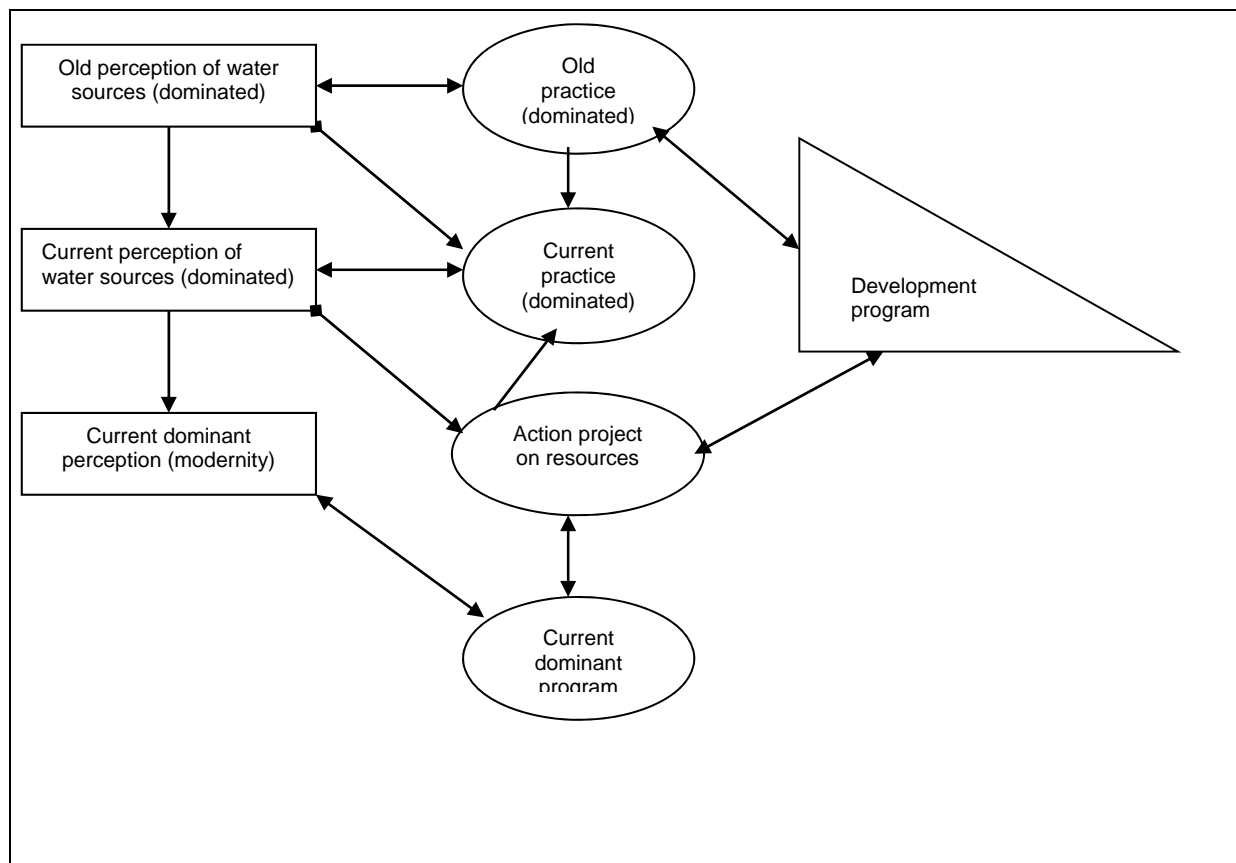 Old perception of water
sources (dominated)
Old
practice
(dominated)
Current perception of
water sources (dominated)
Current
practice
(dominated)
Development
program
Current dominant
perception (modernity)
Action project
on resources
Current
dominant
program